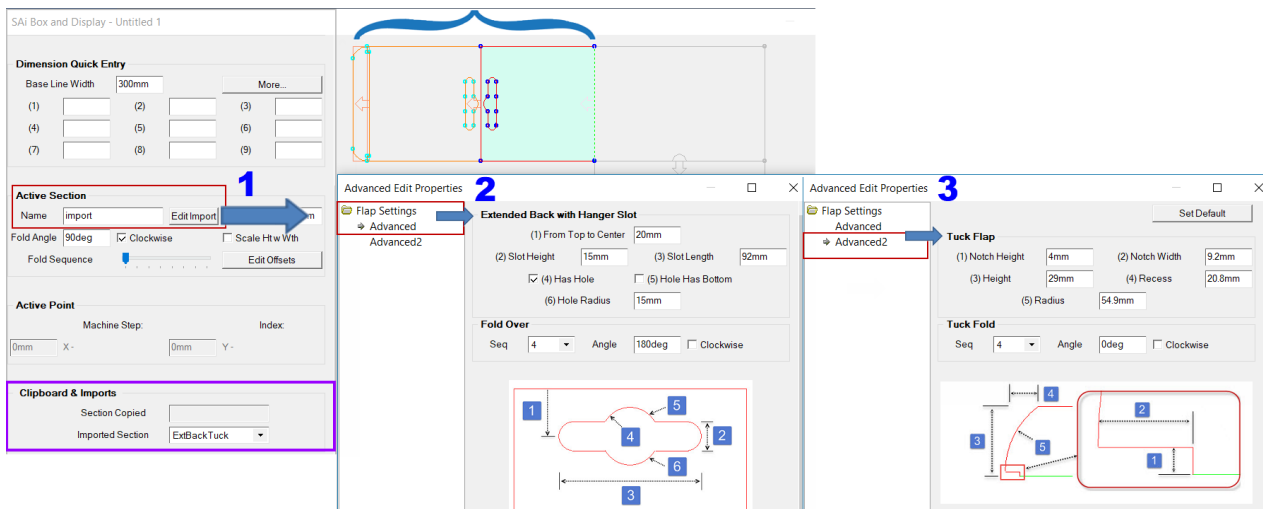 SAi Box and Display - Untitled 1
Dimension Quick Entry
Base Line Width 300mm More...
(1) (2) (3)
(4) (5) (6)
(7) (8) (9)
1
Active Section
Name import Edit Import m
Fold Angle 90deg Clockwise Scale Ht w Wth
Fold Sequence Edit Offsets
Active Point
Machine Step: Index:
0mm X - 0mm Y -
Clipboard & Imports
Section Copied
Imported Section ExtBackTuck
Advanced Edit Properties 2
Flap Settings
Advanced
Advanced2
Extended Back with Hanger Slot
(1) From Top to Center 20mm
(2) Slot Height 15mm (3) Slot Length 92mm
(4) Has Hole (5) Hole Has Bottom
(6) Hole Radius 15mm
Fold Over
Seq 4 Angle 180deg Clockwise
1
5
4
2
6
3
Advanced Edit Properties 3
Flap Settings
Advanced
Advanced2
Set Default
Tuck Flap
(1) Notch Height 4mm (2) Notch Width 9.2mm
(3) Height 29mm (4) Recess 20.8mm
(5) Radius 54.9mm
Tuck Fold
Seq 4 Angle 0deg Clockwise
4
2
3
5
1